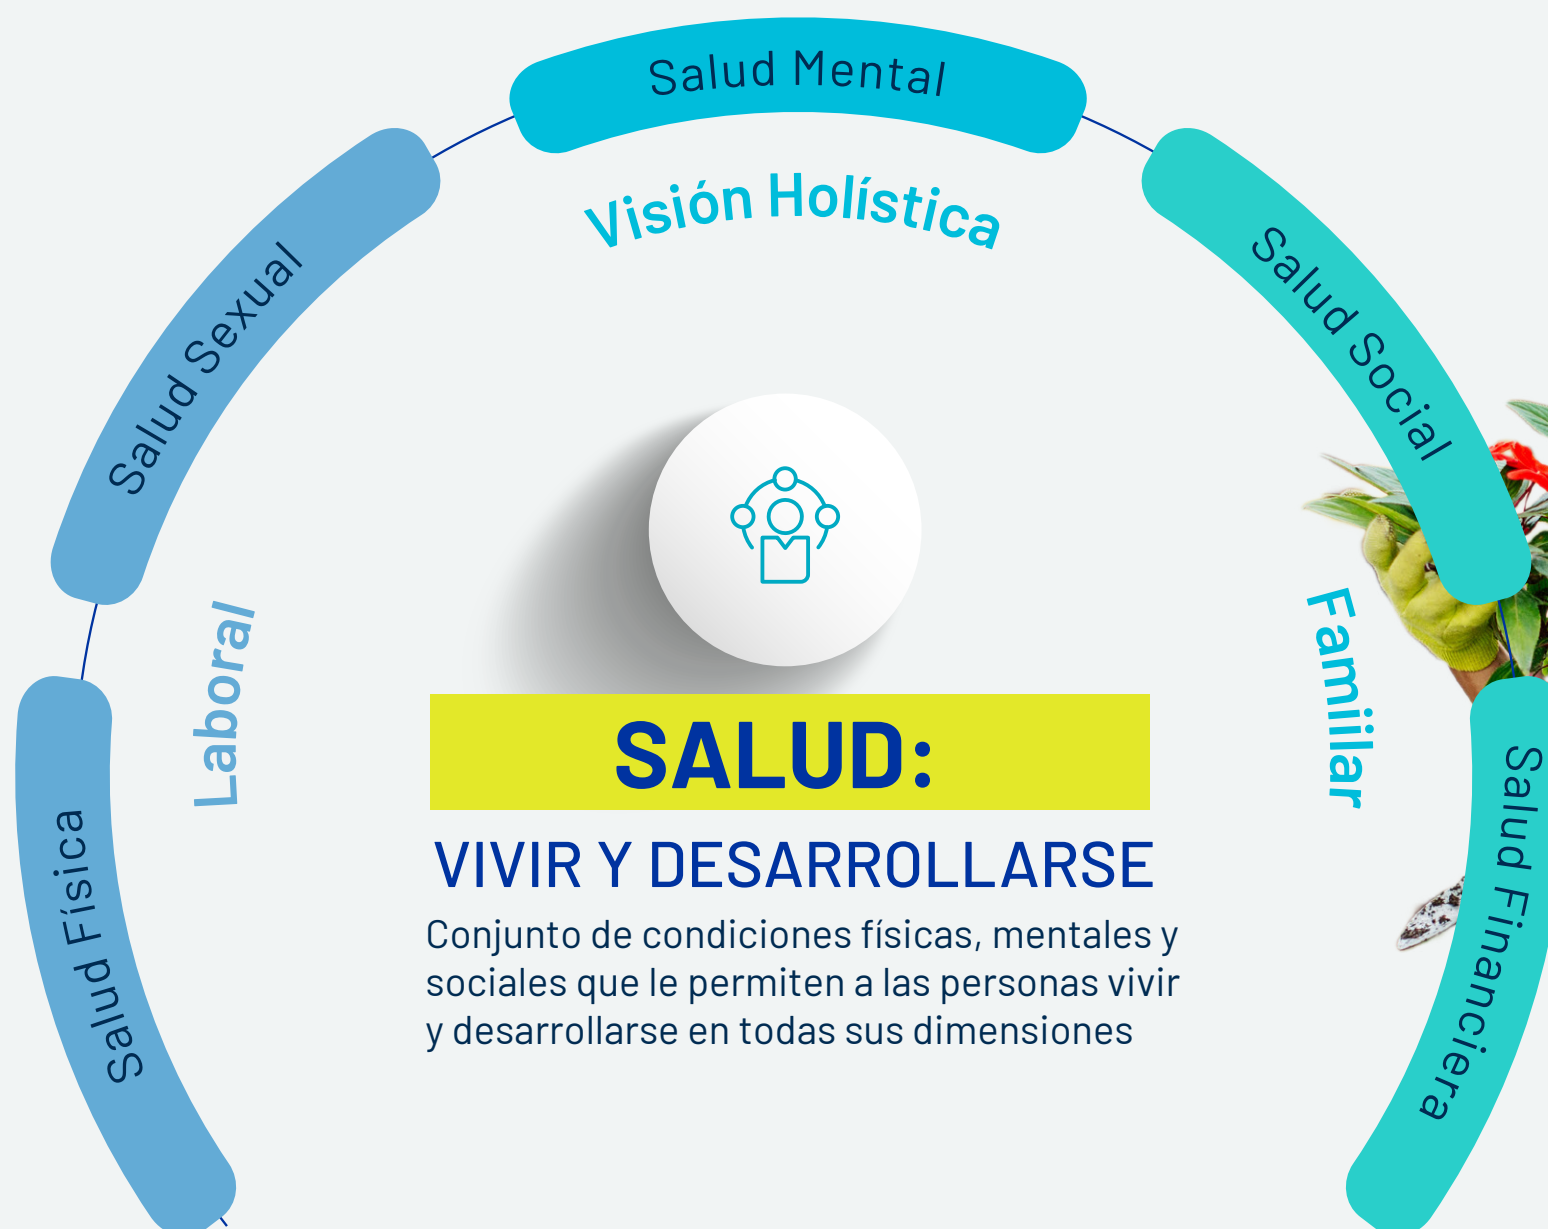 Salud Mental
Visión Holística
Salud Sexual
Salud Social
Laboral
Famiilar
Salud Física
Salud Financiera
SALUD:
VIVIR Y DESARROLLARSE
Conjunto de condiciones físicas, mentales y
sociales que le permiten a las personas vivir
y desarrollarse en todas sus dimensiones